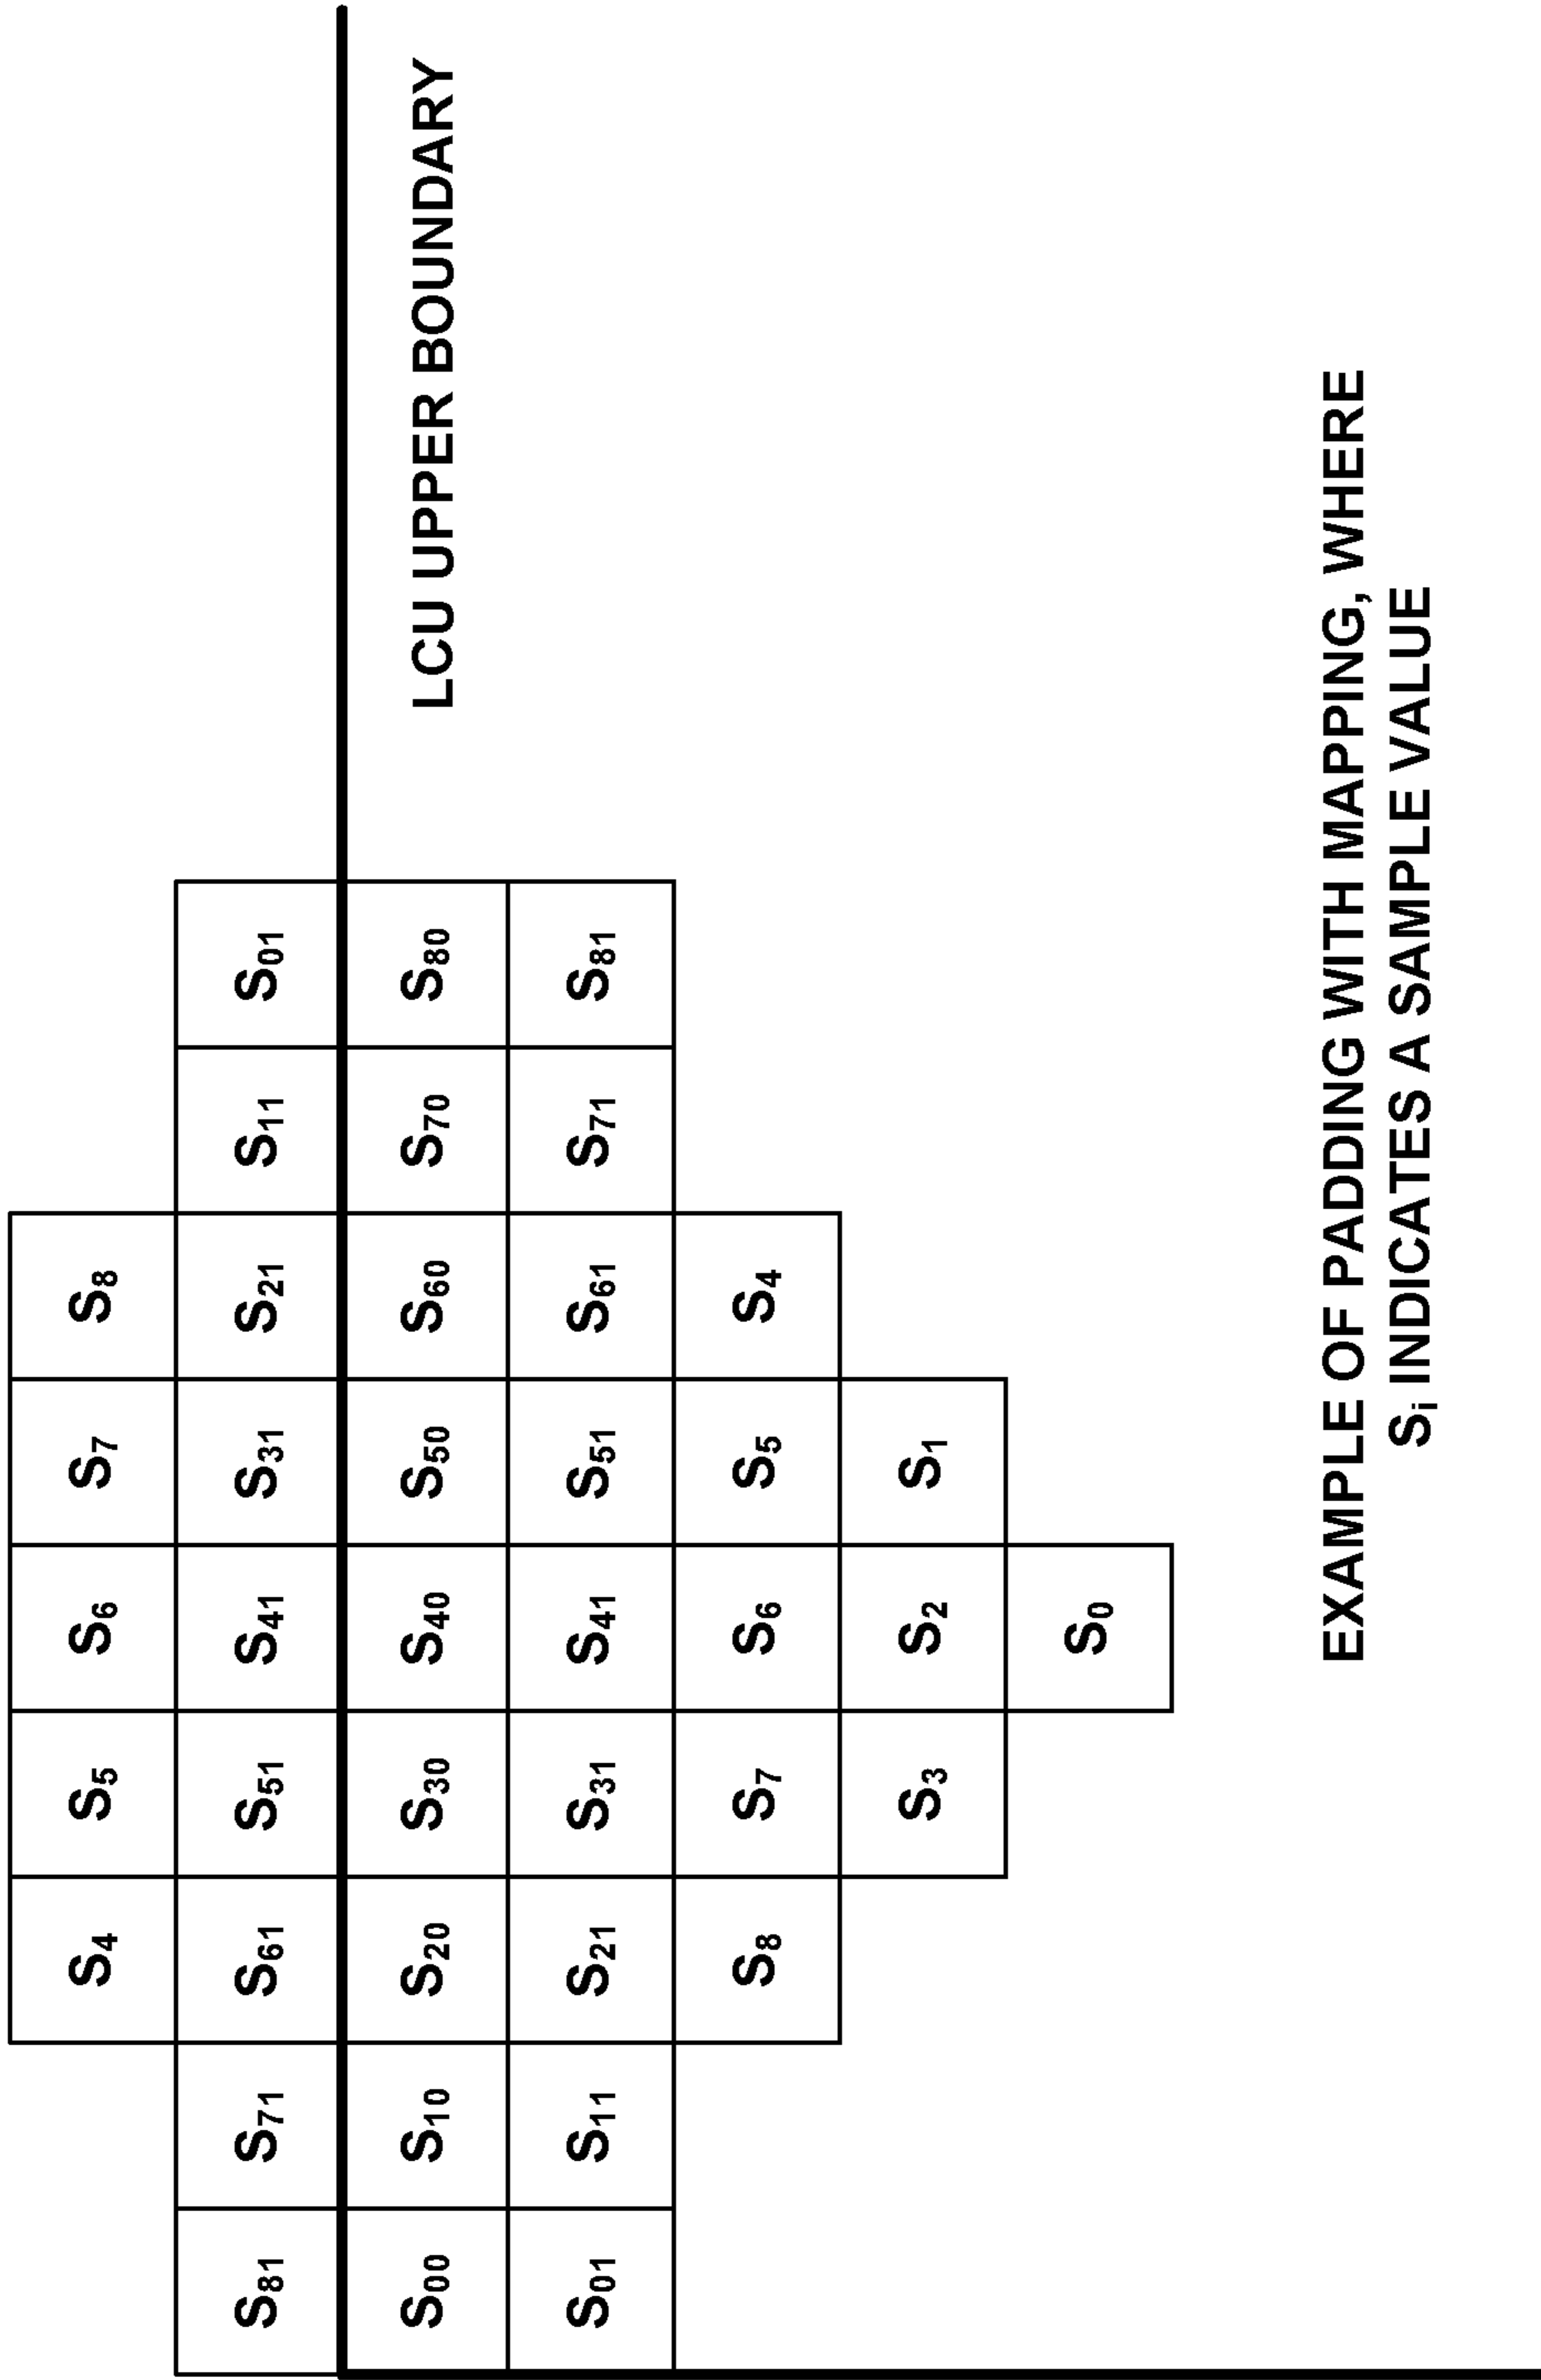 S4 S5 S6 S7 S8
S81 S71 S61 S51 S41 S31 S21 S11 S01
S00 S10 S20 S30 S40 S50 S60 S70 S80
LCU UPPER BOUNDARY
S01 S11 S21 S31 S41 S51 S61 S71 S81
S8 S7 S6 S5 S4
S3 S2 S1
S0
EXAMPLE OF PADDING WITH MAPPING, WHERE
Si INDICATES A SAMPLE VALUE